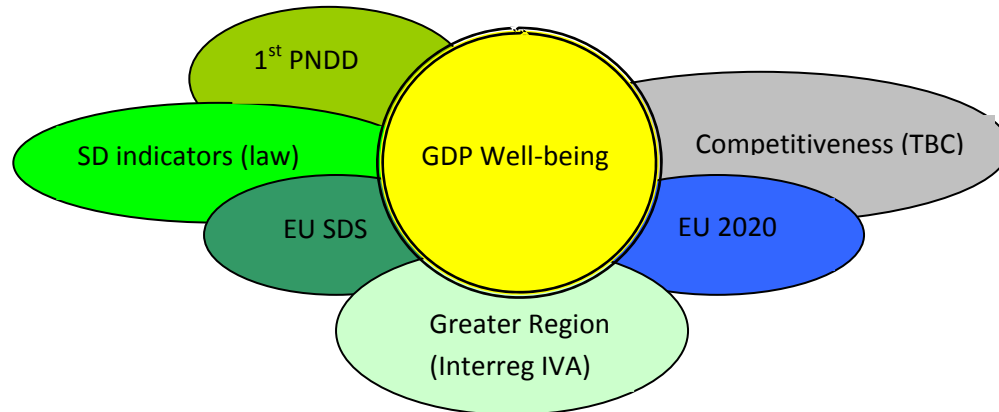 1st PNDD
SD indicators (law)
GDP Well-being
Competitiveness (TBC)
EU SDS
EU 2020
Greater Region
(Interreg IVA)